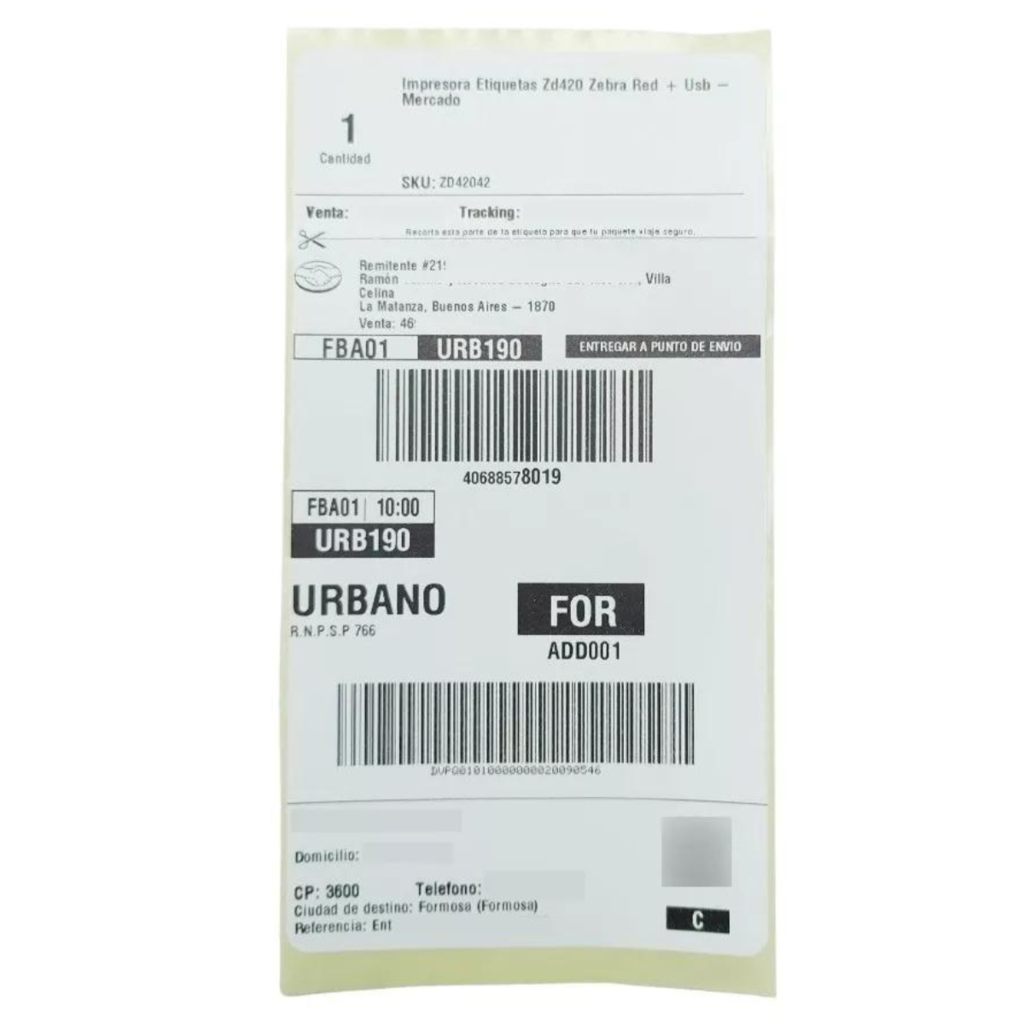 Impresora Etiquetas Zd420 Zebra Red + Usb –
Mercado
1
Cantidad
SKU: ZD42042
Venta:
Tracking:
Recorta esta parte de la etiqueta para que tu paquete viaje seguro.
Remitente #21
Ramón
, Villa
Celina
La Matanza, Buenos Aires – 1870
Venta: 46
FBA01
URB190
ENTREGAR A PUNTO DE ENVIO
40688578019
FBA01 | 10:00
URB190
URBANO
R.N.P.S.P 766
FOR
ADD001
Domicilio:
CP: 3600 Telefono:
Ciudad de destino: Formosa (Formosa)
Referencia: Ent
C